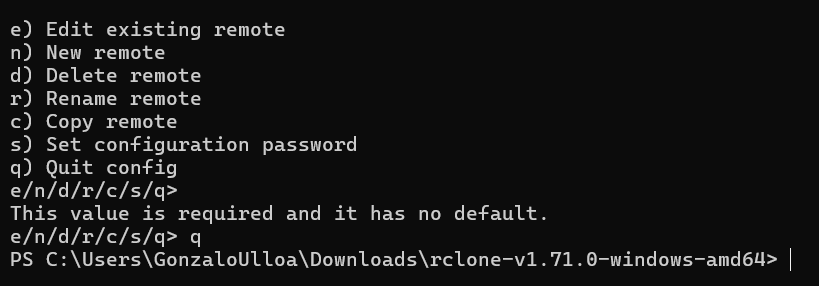 e) Edit existing remote
n) New remote
d) Delete remote
r) Rename remote
c) Copy remote
s) Set configuration password
q) Quit config
e/n/d/r/c/s/q>
This value is required and it has no default.
e/n/d/r/c/s/q> q
PS C:\Users\GonzaloUlloa\Downloads\rclone-v1.71.0-windows-amd64>